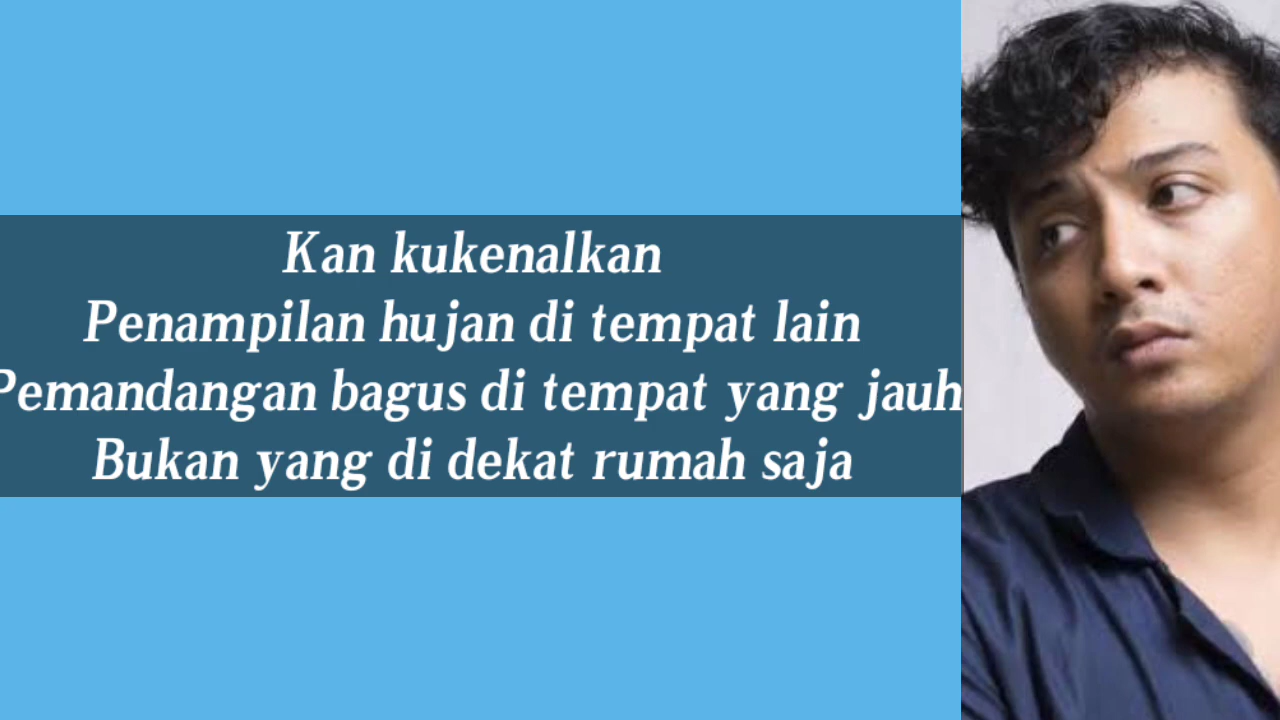 Kan kukenalkan
Penampilan hujan di tempat lain
Pemandangan bagus di tempat yang jauh
Bukan yang di dekat rumah saja